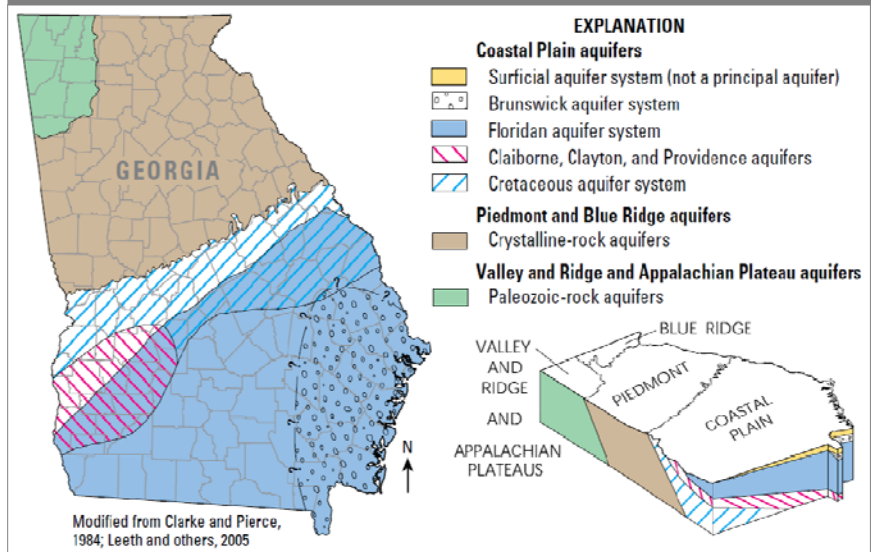 GEORGIA
?
?
?
?
?
?
N
Modified from Clarke and Pierce,
1984; Leeth and others, 2005
EXPLANATION
Coastal Plain aquifers
Surficial aquifer system (not a principal aquifer)
Brunswick aquifer system
Floridan aquifer system
Claiborne, Clayton, and Providence aquifers
Cretaceous aquifer system
Piedmont and Blue Ridge aquifers
Crystalline-rock aquifers
Valley and Ridge and Appalachian Plateau aquifers
Paleozoic-rock aquifers
BLUE RIDGE
VALLEY
AND
RIDGE
AND
APPALACHIAN
PLATEAUS
PIEDMONT
COASTAL
PLAIN